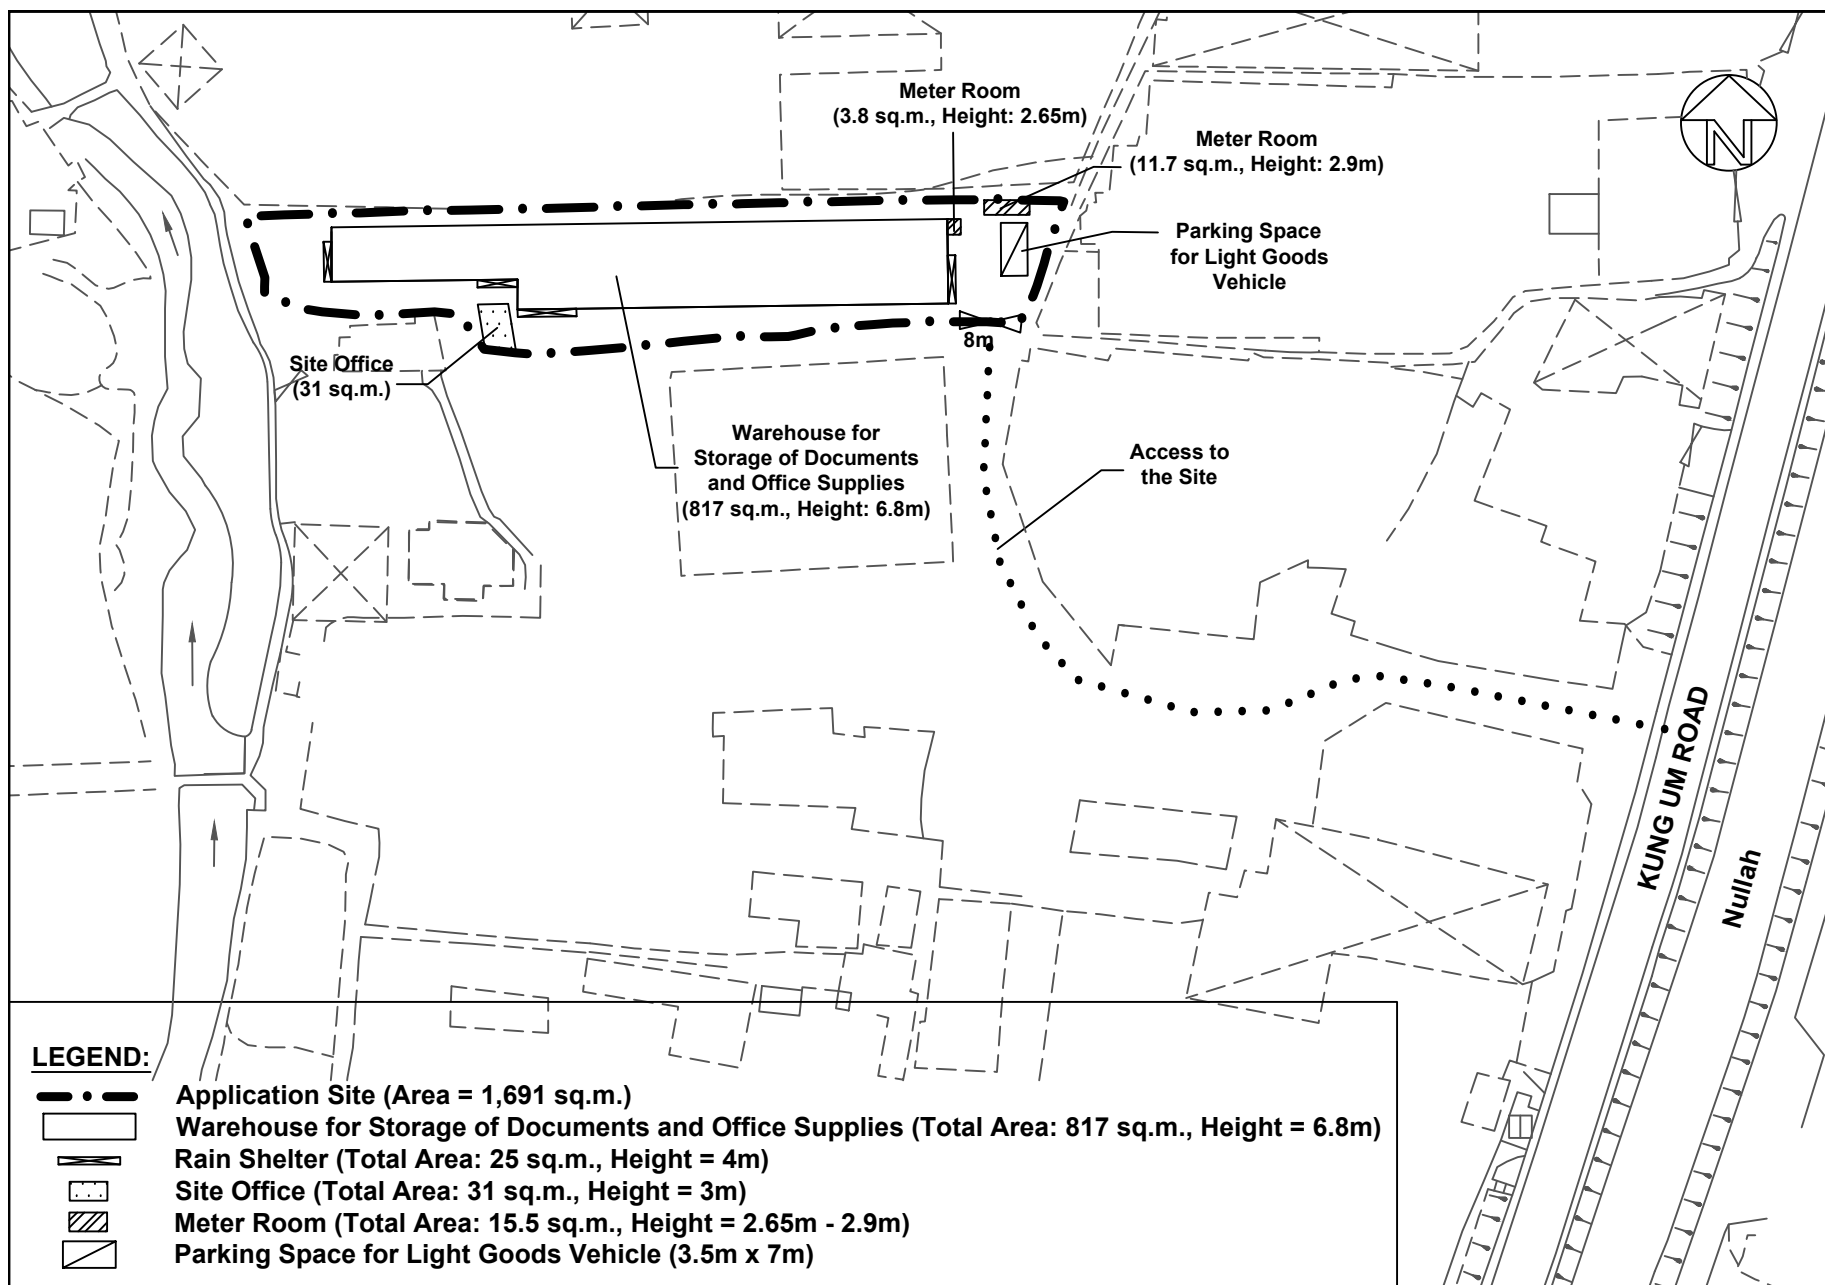 Meter Room
(3.8 sq.m., Height: 2.65m)
Meter Room
(11.7 sq.m., Height: 2.9m)
N
Parking Space
for Light Goods
Vehicle
8m
Site Office
(31 sq.m.)
Warehouse for
Storage of Documents
and Office Supplies
(817 sq.m., Height: 6.8m)
Access to
the Site
KUNG UM ROAD
Nullah
LEGEND:
Application Site (Area = 1,691 sq.m.)
Warehouse for Storage of Documents and Office Supplies (Total Area: 817 sq.m., Height = 6.8m)
Rain Shelter (Total Area: 25 sq.m., Height = 4m)
Site Office (Total Area: 31 sq.m., Height = 3m)
Meter Room (Total Area: 15.5 sq.m., Height = 2.65m - 2.9m)
Parking Space for Light Goods Vehicle (3.5m x 7m)